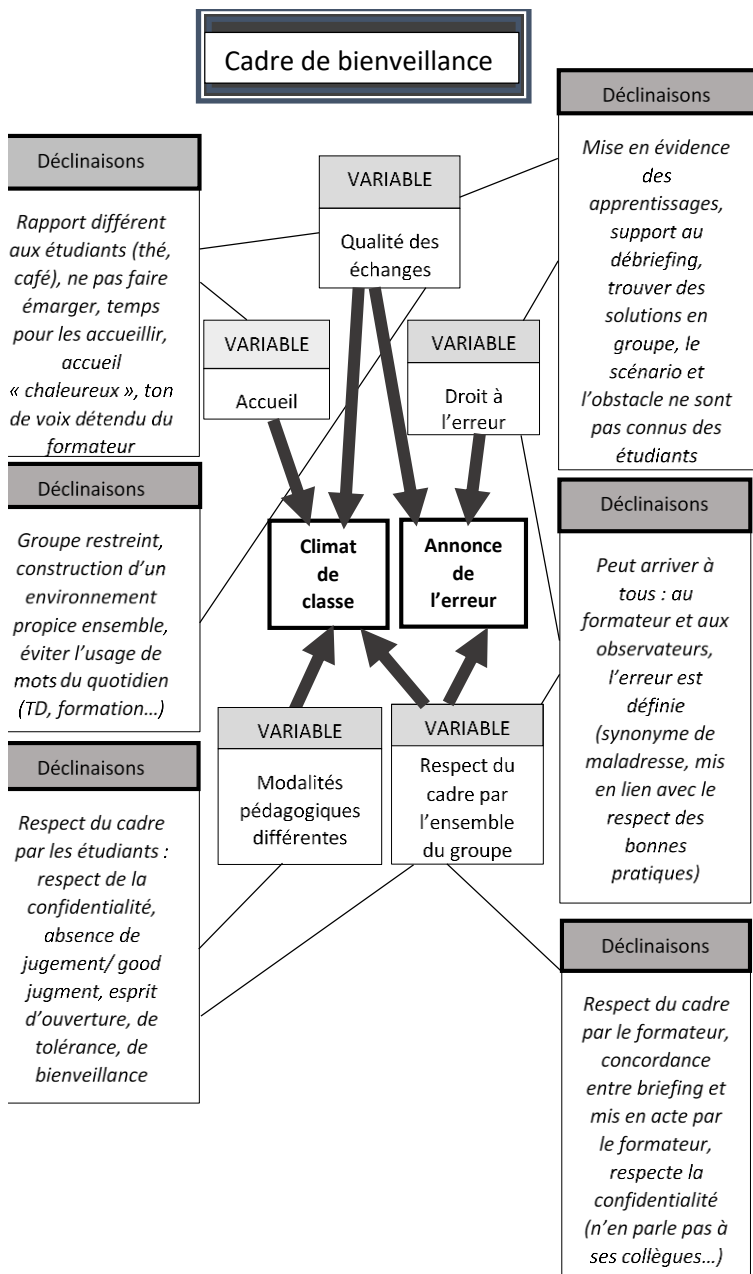 Cadre de bienveillance
Déclinaisons
Rapport différent
aux étudiants (thé,
café), ne pas faire
émarger, temps
pour les accueillir,
accueil
« chaleureux », ton
de voix détendu du
formateur
Déclinaisons
Groupe restreint,
construction d'un
environnement
propice ensemble,
éviter l'usage de
mots du quotidien
(TD, formation...)
Déclinaisons
Respect du cadre
par les étudiants :
respect de la
confidentialité,
absence de
jugement/ good
jugment, esprit
d'ouverture, de
tolérance, de
bienveillance
VARIABLE
Qualité des
échanges
VARIABLE
Accueil
VARIABLE
Droit à
l'erreur
Climat
de
classe
Annonce
de
l'erreur
VARIABLE
Modalités
pédagogiques
différentes
VARIABLE
Respect du
cadre par
l'ensemble
du groupe
Déclinaisons
Mise en évidence
des
apprentissages,
support au
débriefing,
trouver des
solutions en
groupe, le
scénario et
l'obstacle ne sont
pas connus des
étudiants
Déclinaisons
Peut arriver à
tous : au
formateur et aux
observateurs,
l'erreur est
définie
(synonyme de
maladresse, mis
en lien avec le
respect des
bonnes
pratiques)
Déclinaisons
Respect du cadre
par le formateur,
concordance
entre briefing et
mis en acte par
le formateur,
respecte la
confidentialité
(n'en parle pas à
ses collègues...)